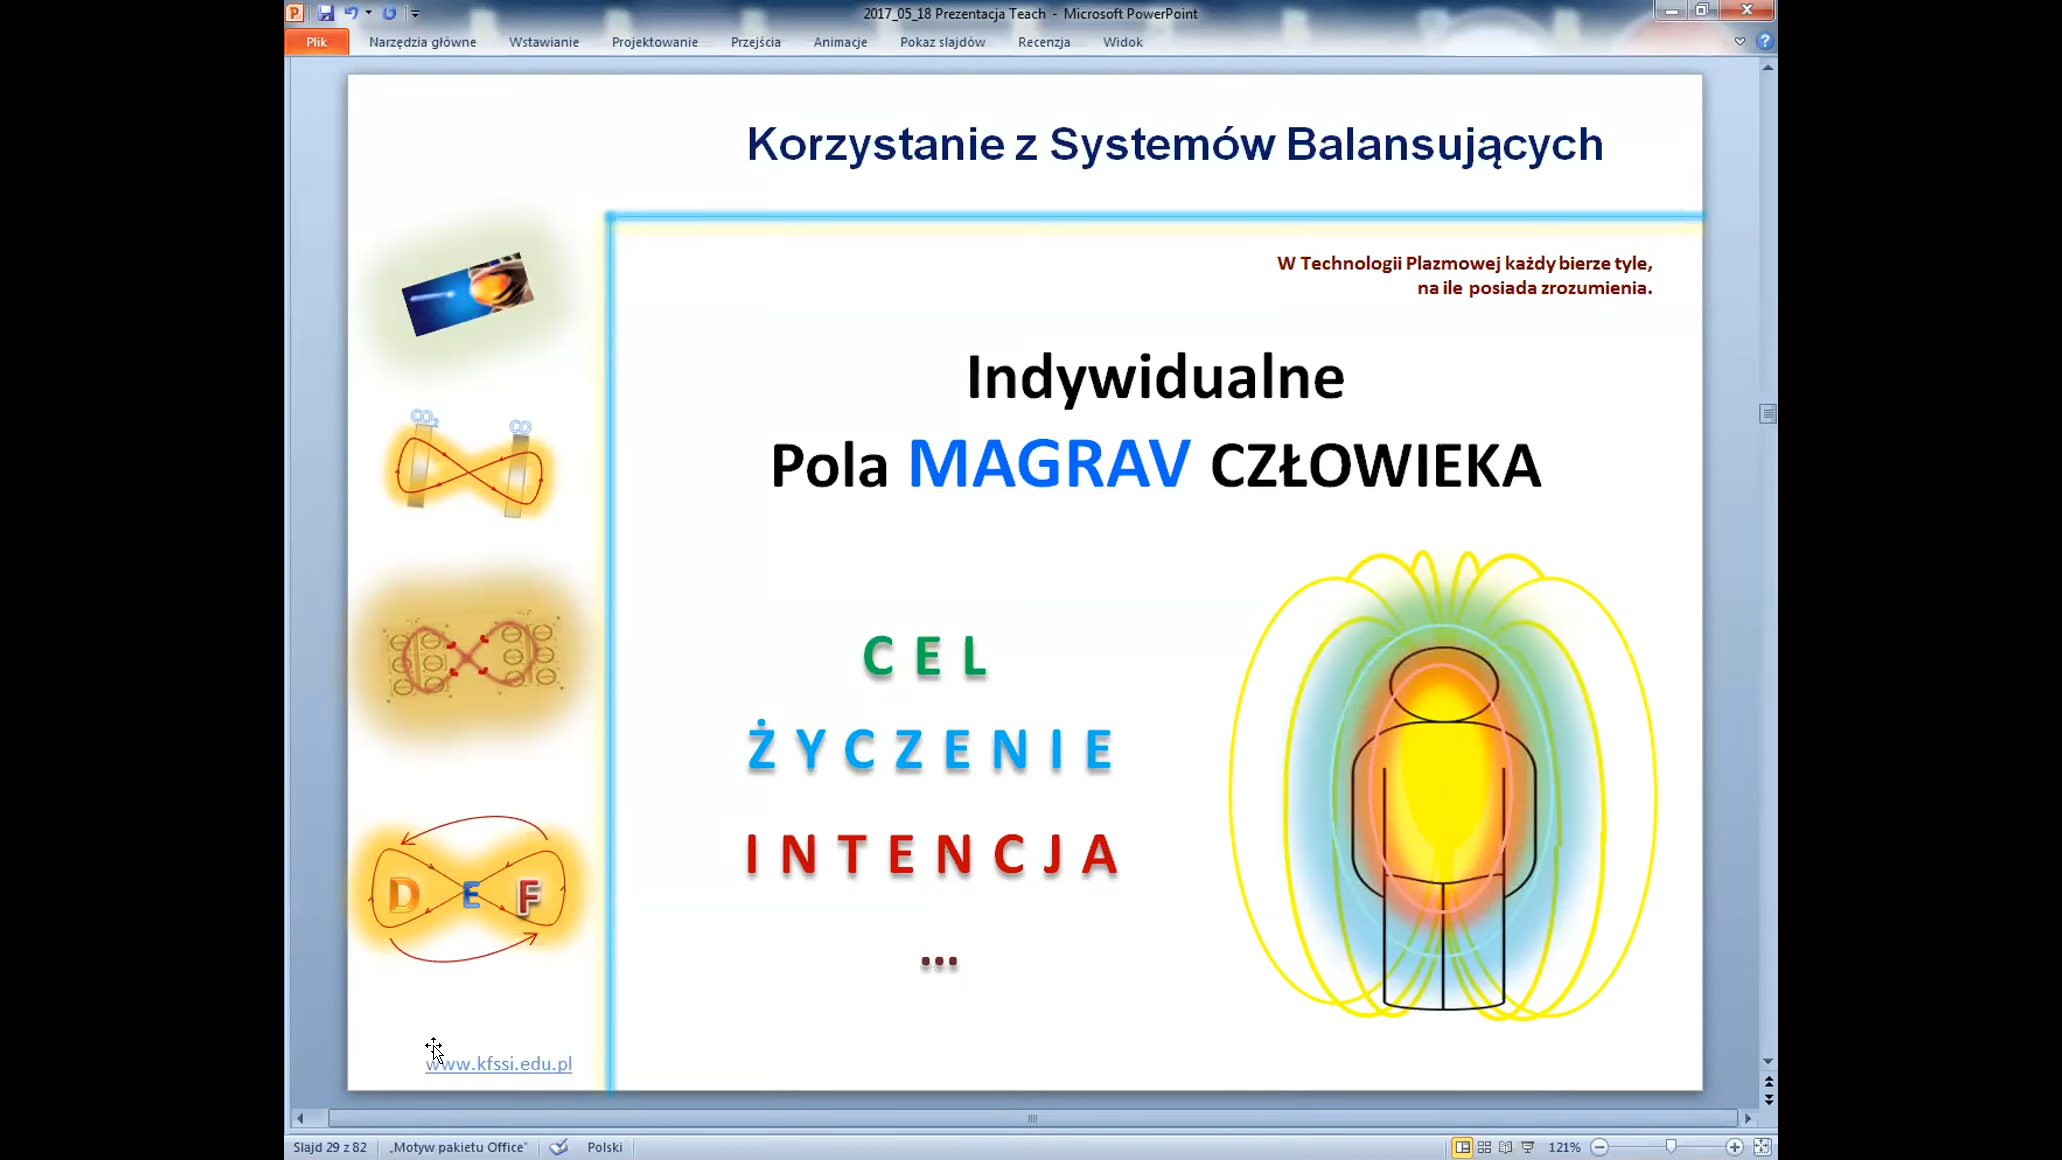 2017_05_18 Prezentacja Teach - Microsoft PowerPoint
Plik Narzędzia główne Wstawianie Projektowanie Przejścia Animacje Pokaz slajdów Recenzja Widok
Korzystanie z Systemów Balansujących
W Technologii Plazmowej każdy bierze tyle,
na ile posiada zrozumienia.
Indywidualne
Pola MAGRAV CZŁOWIEKA
CO₂
CO
C E L
Ż Y C Z E N I E
I N T E N C J A
...
D E F
www.kfssi.edu.pl
Slajd 29 z 82 „Motyw pakietu Office" Polski 121%